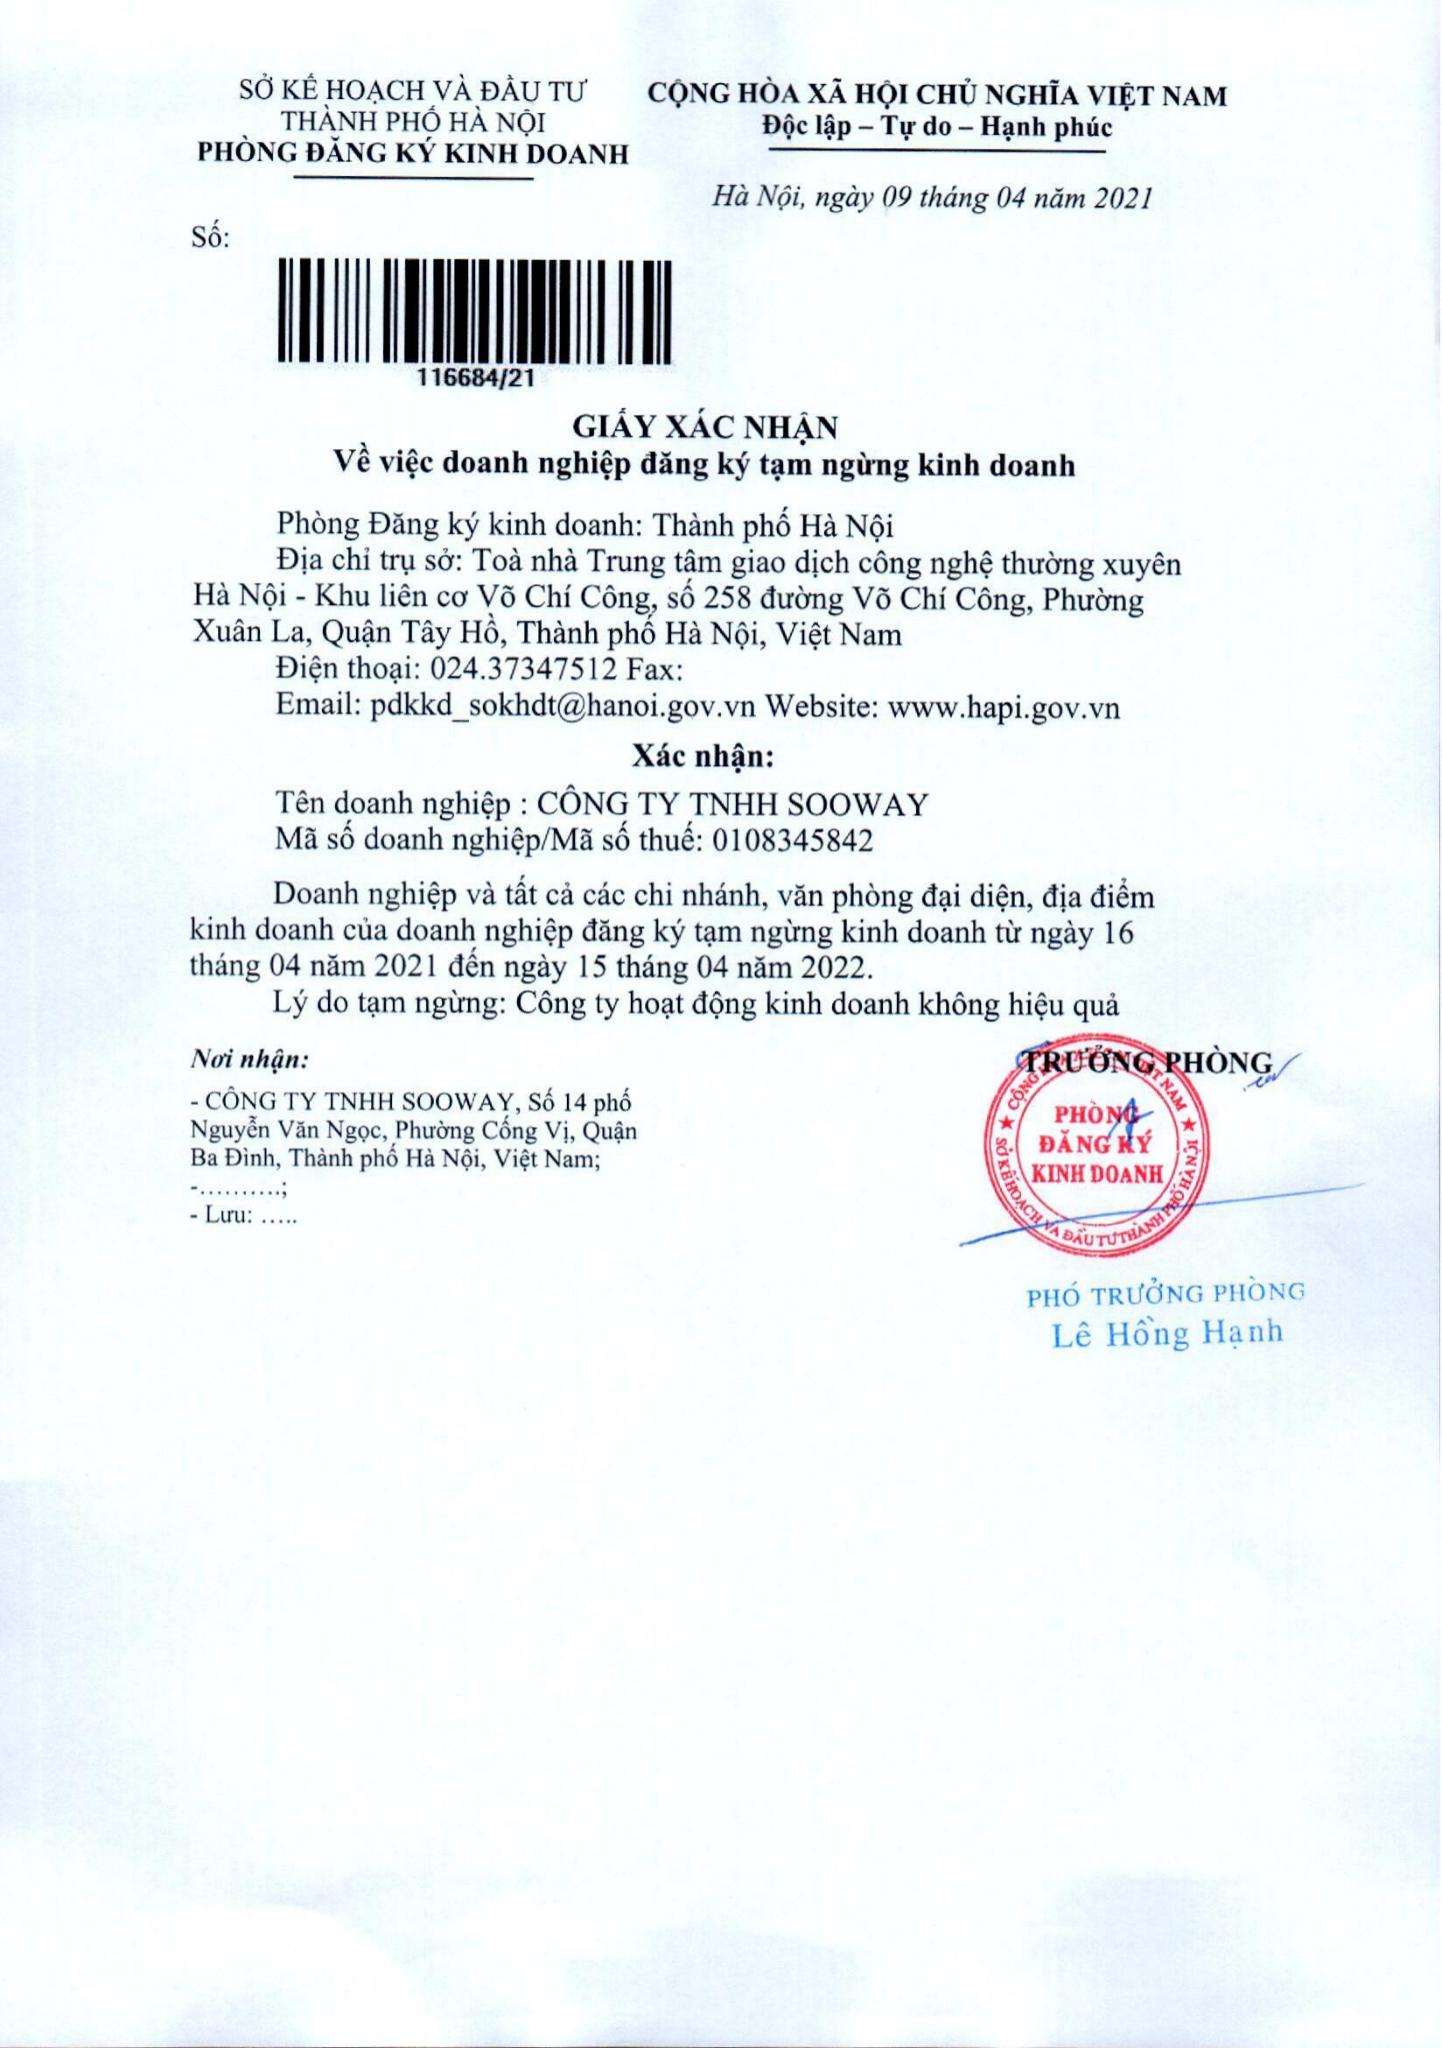 SỞ KẾ HOẠCH VÀ ĐẦU TƯ
THÀNH PHỐ HÀ NỘI
PHÒNG ĐĂNG KÝ KINH DOANH
CỘNG HÒA XÃ HỘI CHỦ NGHĨA VIỆT NAM
Độc lập – Tự do – Hạnh phúc
Hà Nội, ngày 09 tháng 04 năm 2021
Số:
116684/21
GIẤY XÁC NHẬN
Về việc doanh nghiệp đăng ký tạm ngừng kinh doanh
Phòng Đăng ký kinh doanh: Thành phố Hà Nội
Địa chỉ trụ sở: Toà nhà Trung tâm giao dịch công nghệ thường xuyên
Hà Nội - Khu liên cơ Võ Chí Công, số 258 đường Võ Chí Công, Phường
Xuân La, Quận Tây Hồ, Thành phố Hà Nội, Việt Nam
Điện thoại: 024.37347512 Fax:
Email: pdkkd_sokhdt@hanoi.gov.vn Website: www.hapi.gov.vn
Xác nhận:
Tên doanh nghiệp : CÔNG TY TNHH SOOWAY
Mã số doanh nghiệp/Mã số thuế: 0108345842
Doanh nghiệp và tất cả các chi nhánh, văn phòng đại diện, địa điểm
kinh doanh của doanh nghiệp đăng ký tạm ngừng kinh doanh từ ngày 16
tháng 04 năm 2021 đến ngày 15 tháng 04 năm 2022.
Lý do tạm ngừng: Công ty hoạt động kinh doanh không hiệu quả
Nơi nhận:
- CÔNG TY TNHH SOOWAY, Số 14 phố
Nguyễn Văn Ngọc, Phường Cống Vị, Quận
Ba Đình, Thành phố Hà Nội, Việt Nam;
-……….;
- Lưu: …..
TRƯỞNG PHÒNG
PHÒNG
ĐĂNG KÝ
KINH DOANH
SỞ KẾ HOẠCH VÀ ĐẦU TƯ THÀNH PHỐ HÀ NỘI
PHÓ TRƯỞNG PHÒNG
Lê Hồng Hạnh